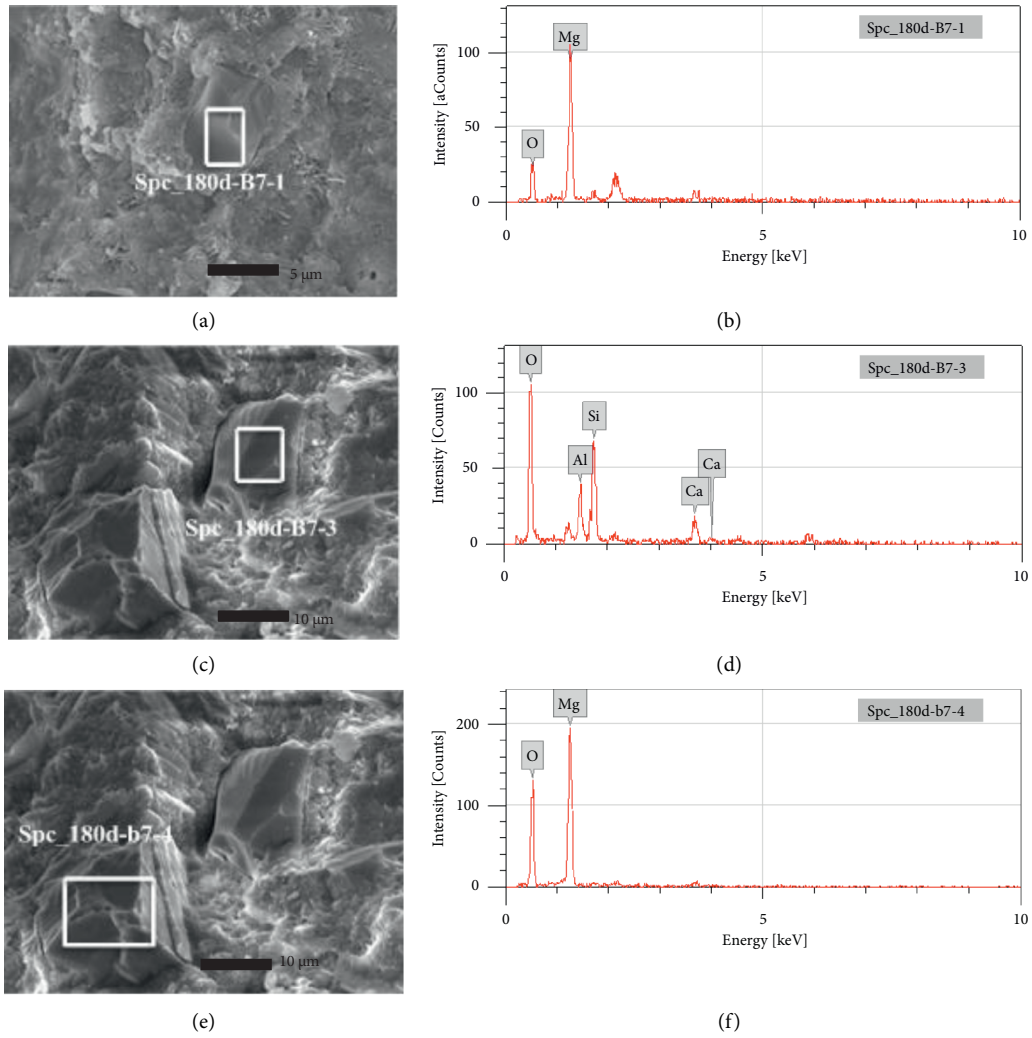 Spc_180d-B7-1
5 μm
(a)
Intensity [aCounts]
100
50
0
O
Mg
Spc_180d-B7-1
0
5
10
Energy [keV]
(b)
Spc_180d-B7-3
10 μm
(c)
Intensity [Counts]
100
50
0
O
Al
Si
Ca
Ca
Spc_180d-B7-3
0
5
10
Energy [keV]
(d)
Spc_180d-b7-4
10 μm
(e)
Intensity [Counts]
200
100
0
O
Mg
Spc_180d-b7-4
0
5
10
Energy [keV]
(f)